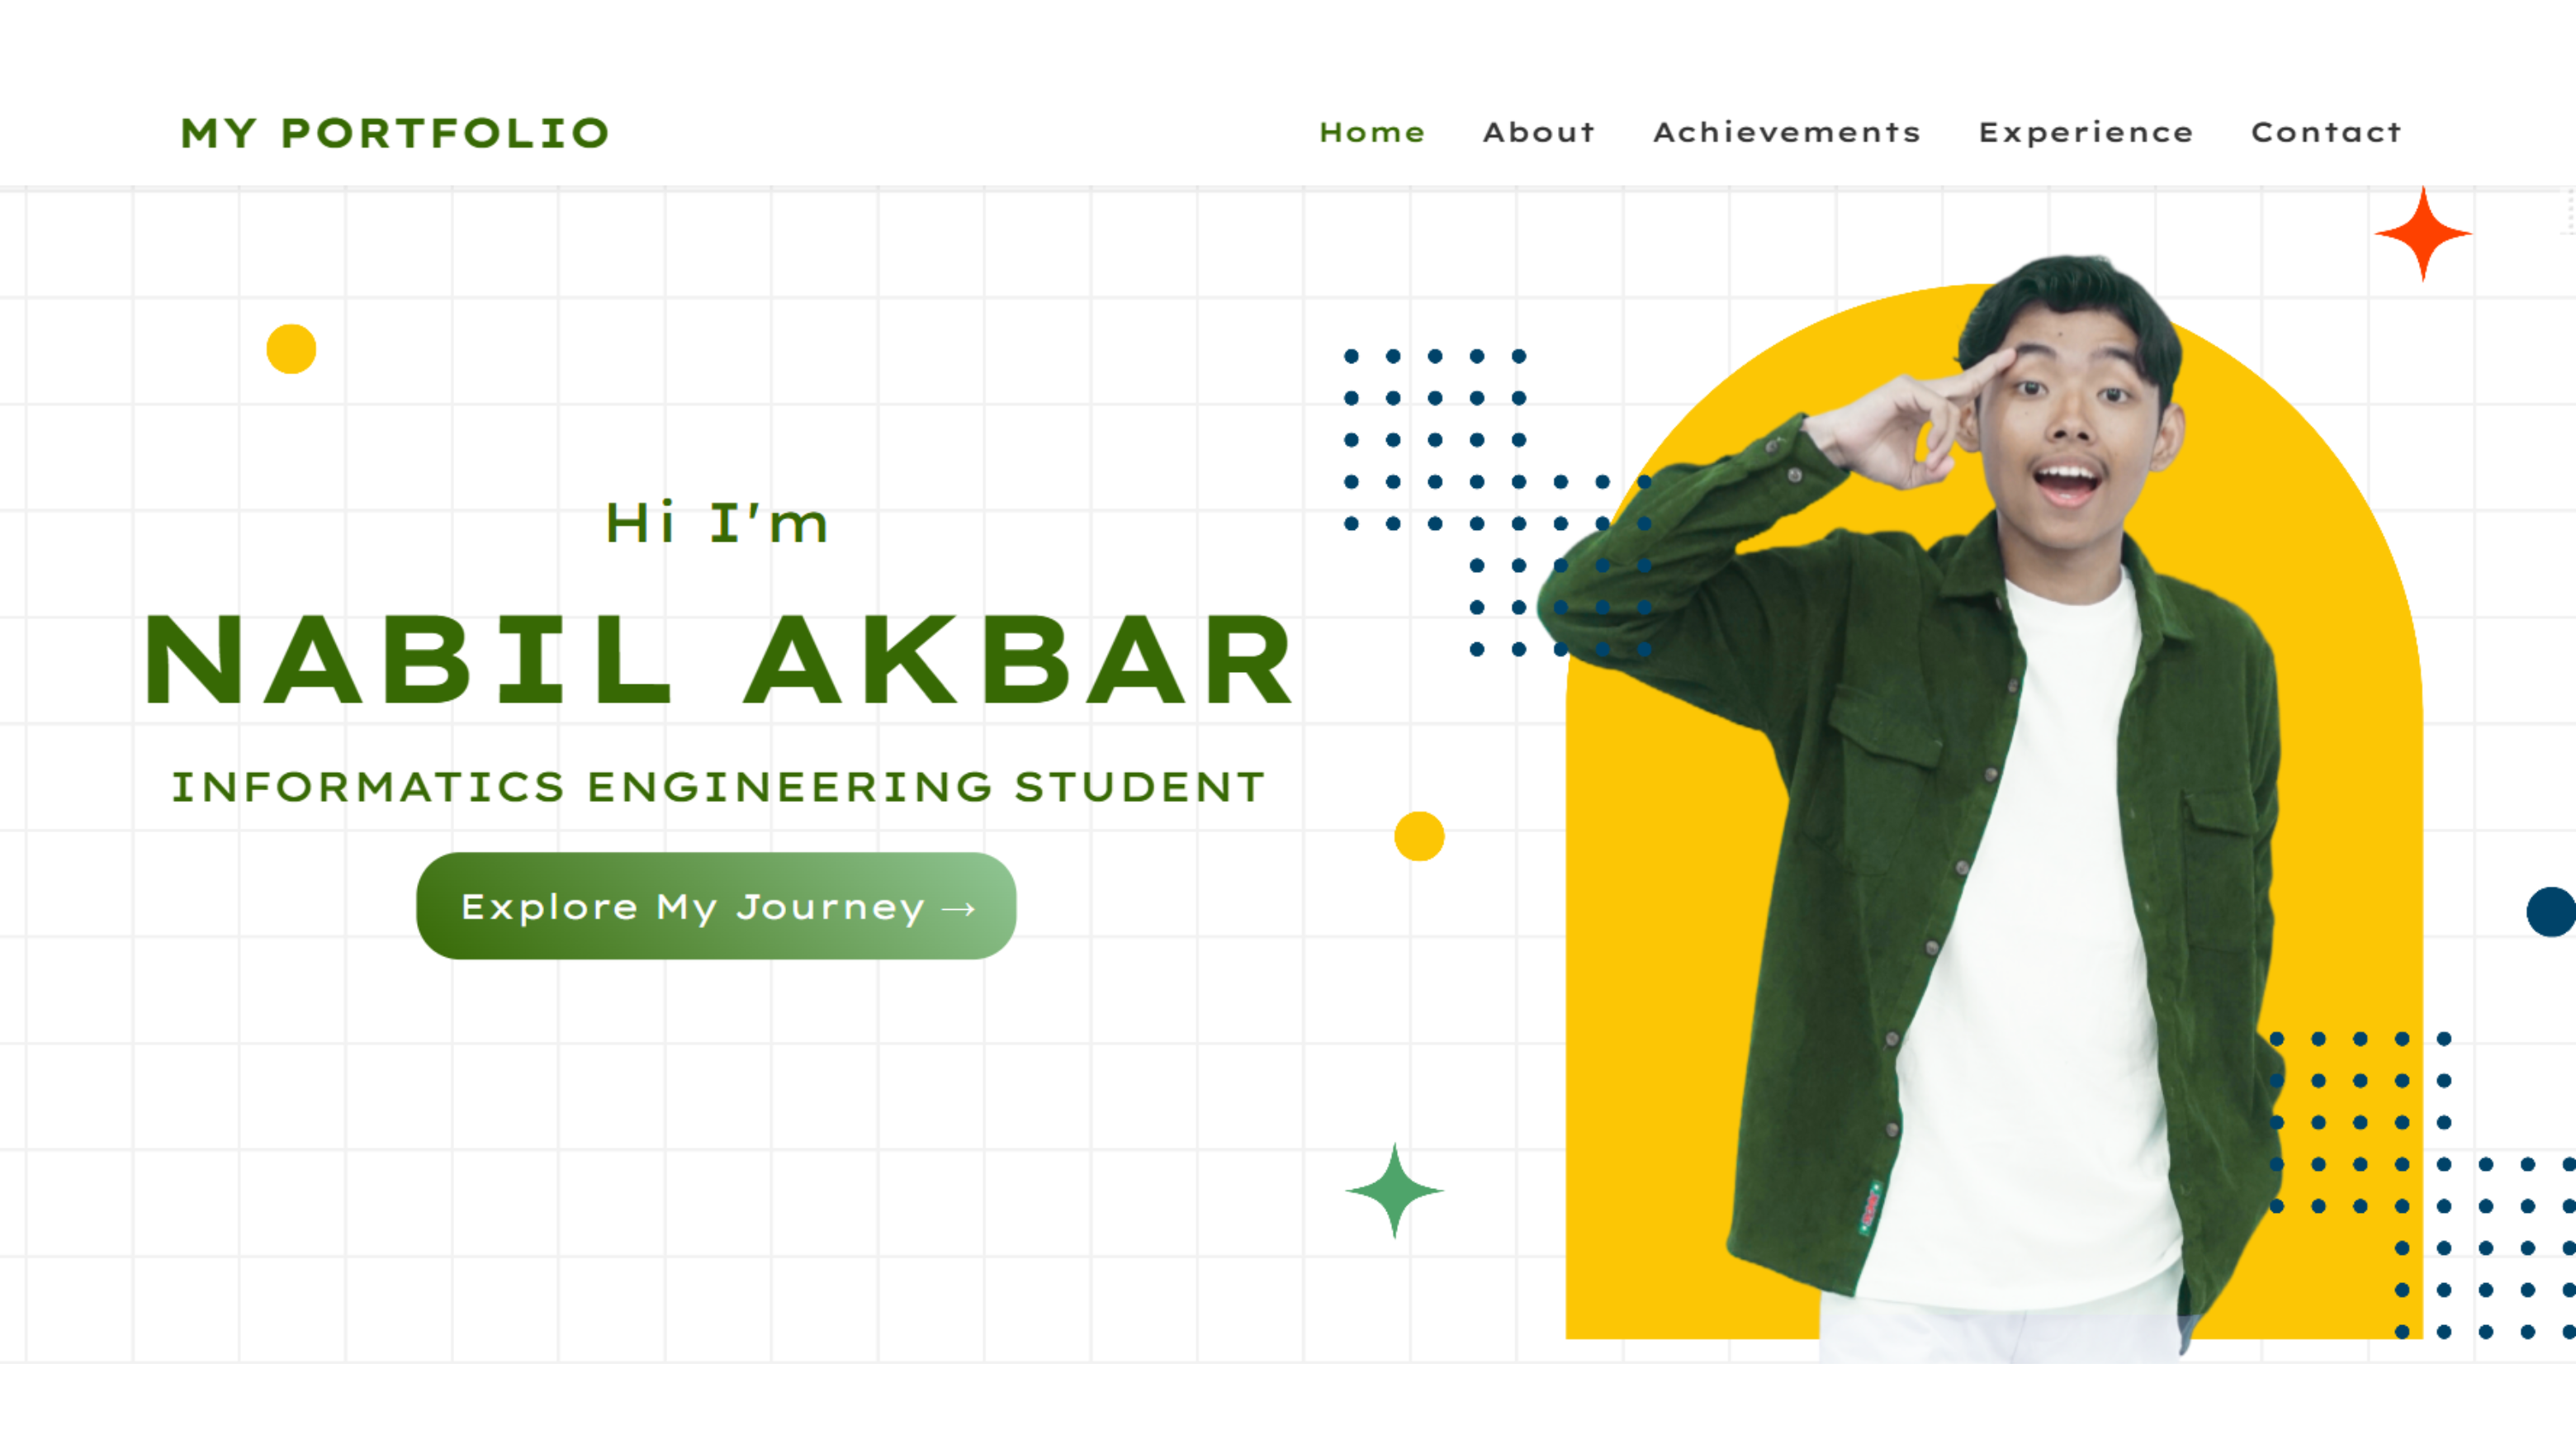 MY PORTFOLIO
Home About Achievements Experience Contact
Hi I'm
NABIL AKBAR
INFORMATICS ENGINEERING STUDENT
Explore My Journey →